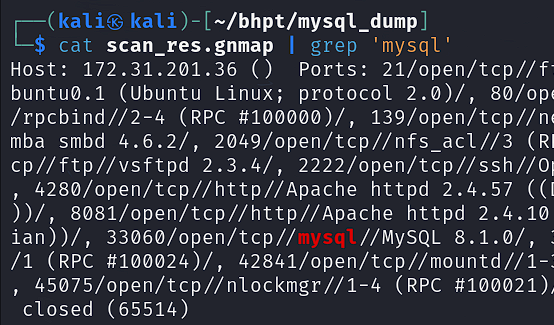 (kali㉿kali)-[~/bhpt/mysql_dump]
$ cat scan_res.gnmap | grep 'mysql'
Host: 172.31.201.36 ()  Ports: 21/open/tcp//ft
buntu0.1 (Ubuntu Linux; protocol 2.0)/, 80/ope
/rpcbind//2-4 (RPC #100000)/, 139/open/tcp//ne
mba smbd 4.6.2/, 2049/open/tcp//nfs_acl//3 (RP
cp//ftp//vsftpd 2.3.4/, 2222/open/tcp//ssh//Op
, 4280/open/tcp//http//Apache httpd 2.4.57 ((D
))/, 8081/open/tcp//http//Apache httpd 2.4.10
ian))/, 33060/open/tcp//mysql//MySQL 8.1.0/, 3
/1 (RPC #100024)/, 42841/open/tcp//mountd//1-3
, 45075/open/tcp//nlockmgr//1-4 (RPC #100021)/
closed (65514)